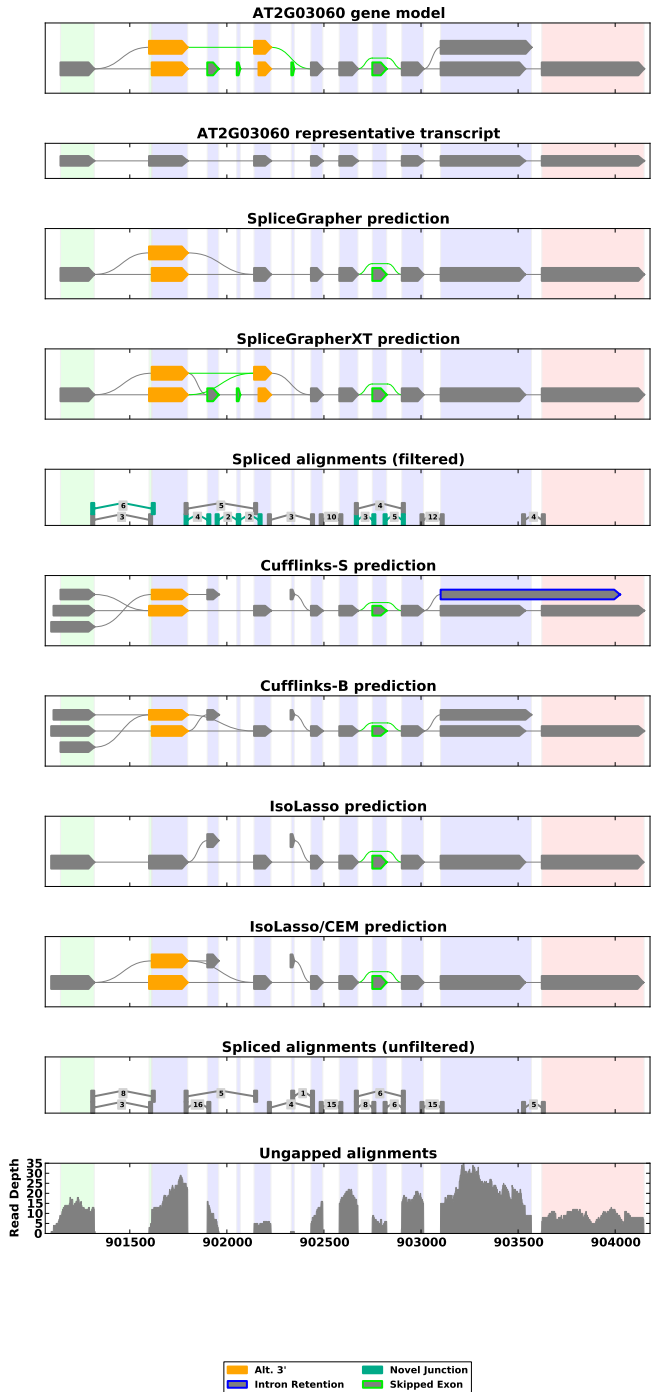 AT2G03060 gene model
AT2G03060 representative transcript
SpliceGrapher prediction
SpliceGrapherXT prediction
Spliced alignments (filtered)
6 5 4
3 4 2 2 3 10 3 5 12 4
Cufflinks-S prediction
Cufflinks-B prediction
IsoLasso prediction
IsoLasso/CEM prediction
Spliced alignments (unfiltered)
8 5 1 6
3 16 4 15 8 6 15 5
Ungapped alignments
Read Depth
35
30
25
20
15
10
5
0
901500 902000 902500 903000 903500 904000
Alt. 3' Novel Junction
Intron Retention Skipped Exon